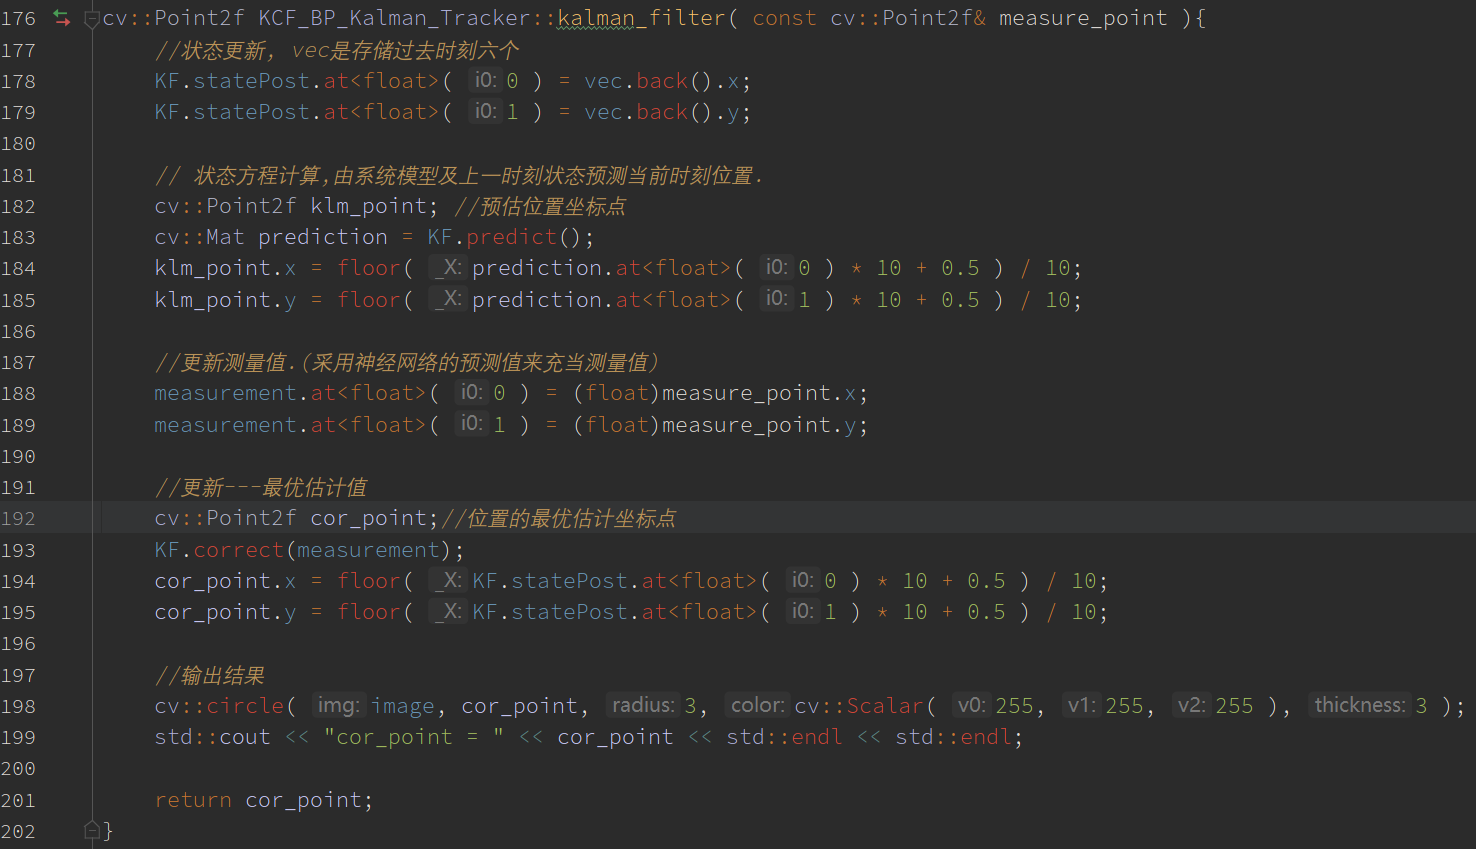 176 cv::Point2f KCF_BP_Kalman_Tracker::kalman_filter( const cv::Point2f& measure_point ){
177 //状态更新, vec是存储过去时刻六个
178 KF.statePost.at<float>( i0: 0 ) = vec.back().x;
179 KF.statePost.at<float>( i0: 1 ) = vec.back().y;
180
181 // 状态方程计算,由系统模型及上一时刻状态预测当前时刻位置.
182 cv::Point2f klm_point; //预估位置坐标点
183 cv::Mat prediction = KF.predict();
184 klm_point.x = floor( _X: prediction.at<float>( i0: 0 ) * 10 + 0.5 ) / 10;
185 klm_point.y = floor( _X: prediction.at<float>( i0: 1 ) * 10 + 0.5 ) / 10;
186
187 //更新测量值.(采用神经网络的预测值来充当测量值)
188 measurement.at<float>( i0: 0 ) = (float)measure_point.x;
189 measurement.at<float>( i0: 1 ) = (float)measure_point.y;
190
191 //更新---最优估计值
192 cv::Point2f cor_point;//位置的最优估计坐标点
193 KF.correct(measurement);
194 cor_point.x = floor( _X: KF.statePost.at<float>( i0: 0 ) * 10 + 0.5 ) / 10;
195 cor_point.y = floor( _X: KF.statePost.at<float>( i0: 1 ) * 10 + 0.5 ) / 10;
196
197 //输出结果
198 cv::circle( img: image, cor_point, radius: 3, color: cv::Scalar( v0: 255, v1: 255, v2: 255 ), thickness: 3 );
199 std::cout << "cor_point = " << cor_point << std::endl << std::endl;
200
201 return cor_point;
202 }